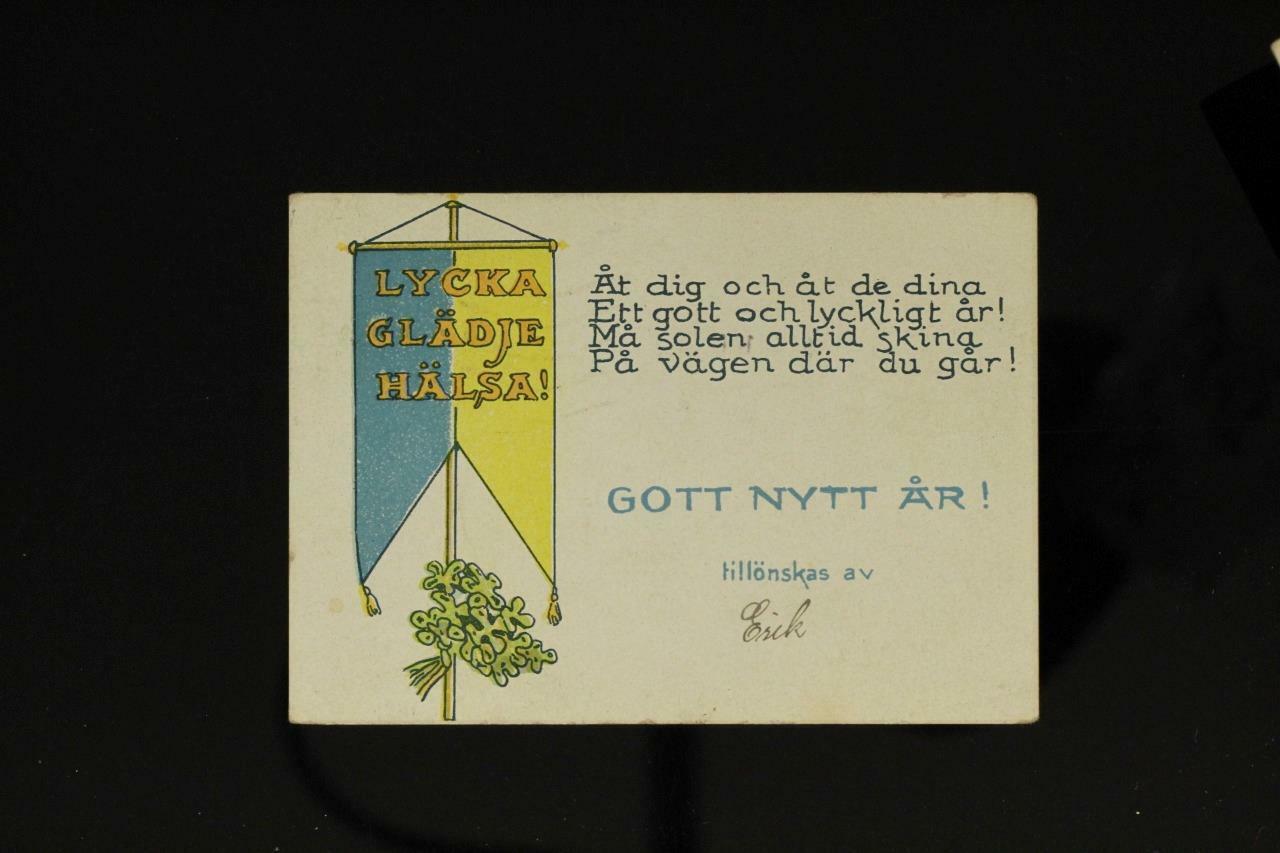 LYCKA
GLÄDJE
HÄLSA!
Åt dig och åt de dina
Ett gott och lyckligt år!
Må solen alltid skina
På vägen där du går!
GOTT NYTT ÅR!
tillönskas av
Erik